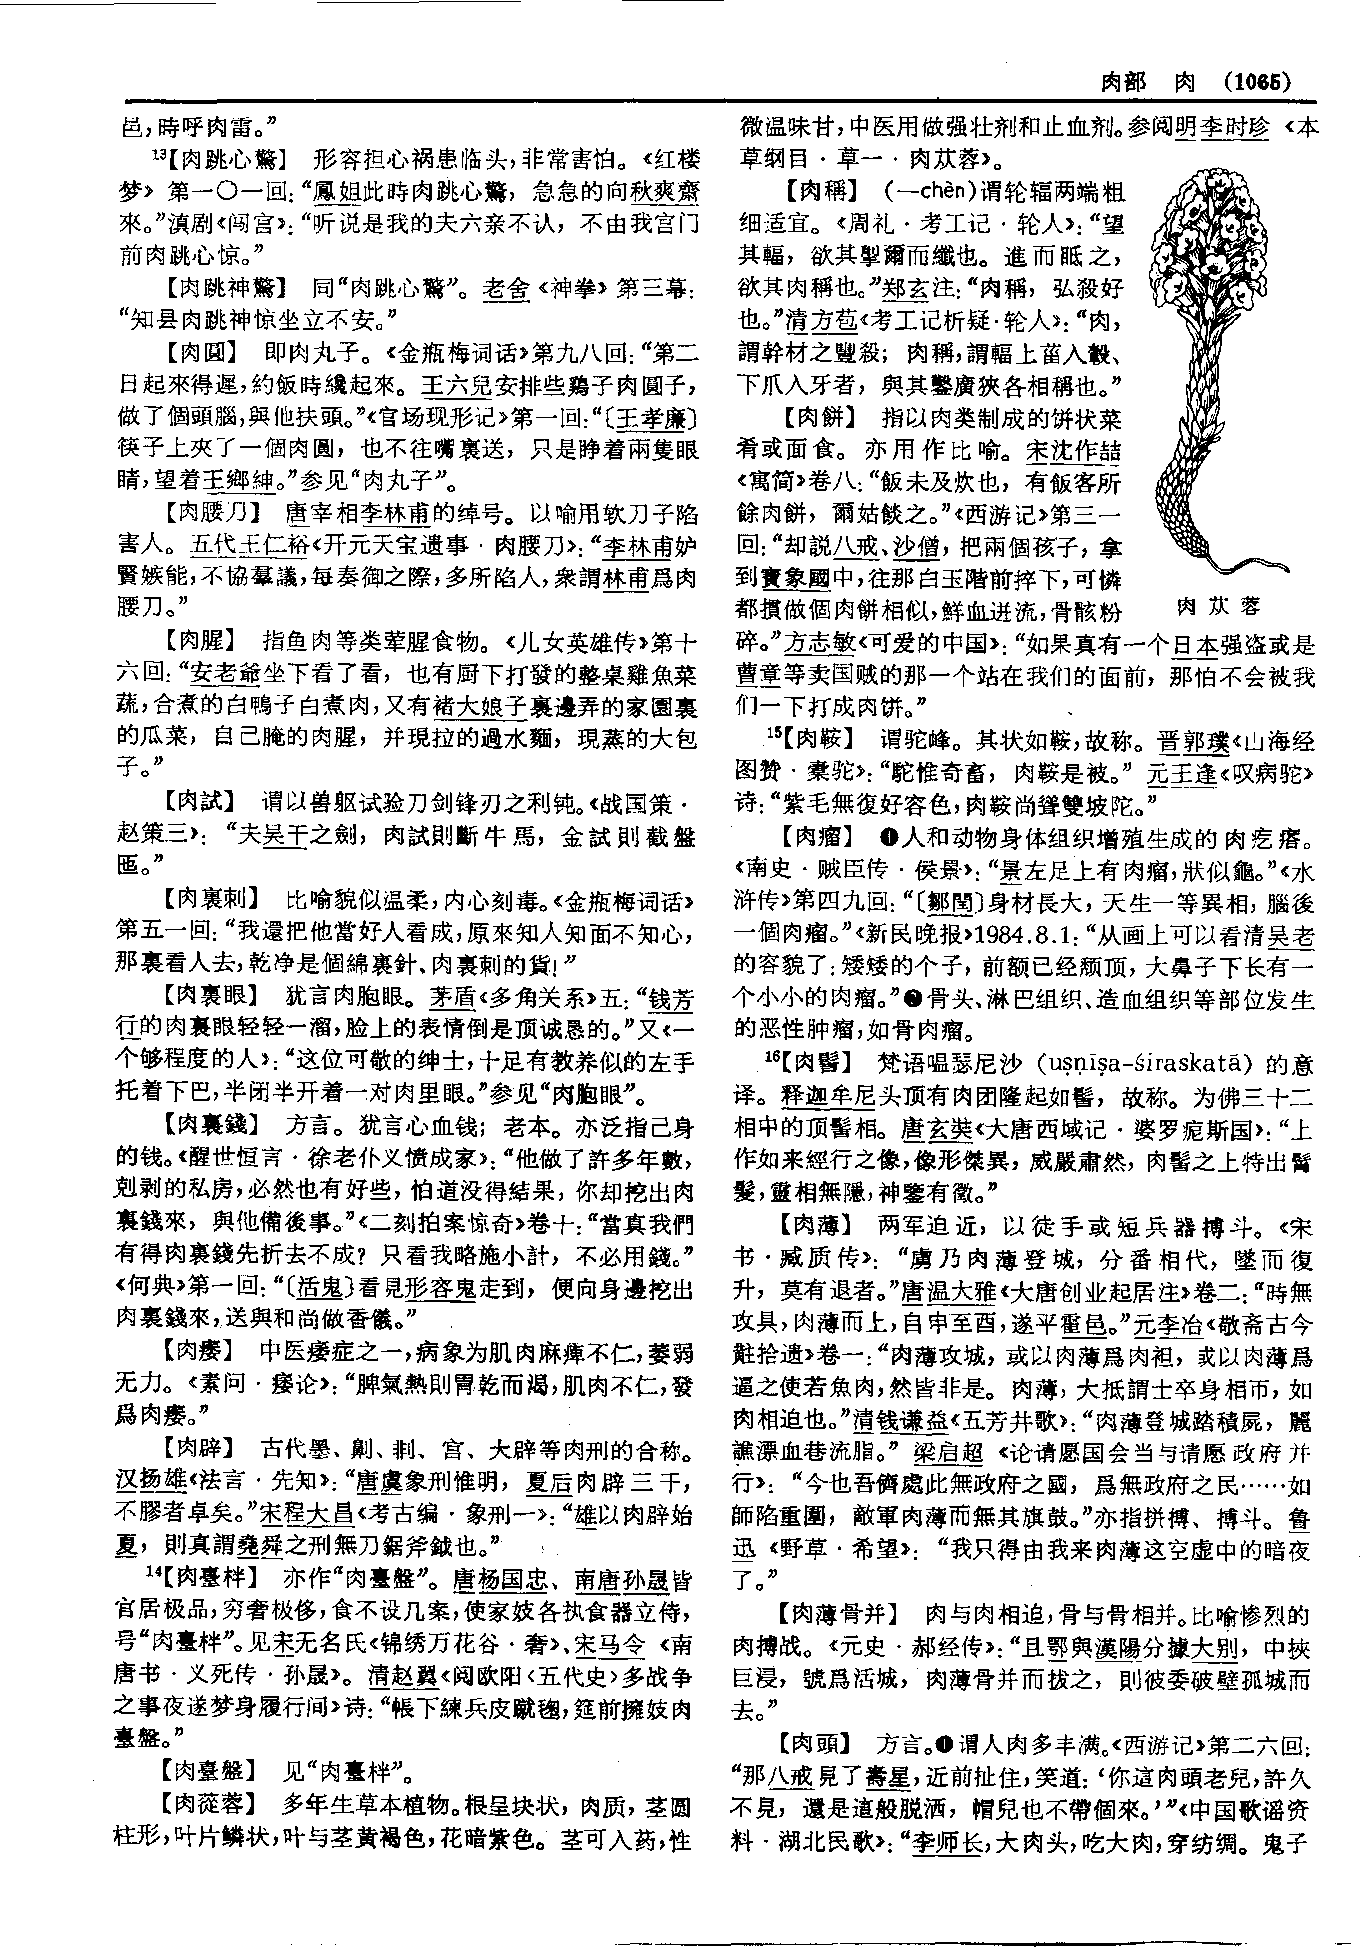 肉部　肉　(1065)
邑，時呼肉雷。”
13【肉跳心驚】　形容担心祸患临头，非常害怕。《红楼
梦》第一〇一回：“鳳姐此時肉跳心驚，急急的向秋爽齋
來。”滇剧《闯宫》：“听说是我的夫六亲不认，不由我宫门
前肉跳心惊。”
【肉跳神驚】　同“肉跳心驚”。老舍《神拳》第三幕：
“知县肉跳神惊坐立不安。”
【肉圓】　即肉丸子。《金瓶梅词话》第九八回：“第二
日起來得遲，約飯時纔起來。王六兒安排些鷄子肉圓子，
做了個頭腦，與他扶頭。”《官场现形记》第一回：“〔王孝廉〕
筷子上夾了一個肉圓，也不往嘴裏送，只是睁着兩隻眼
睛，望着王鄉紳。”参见“肉丸子”。
【肉腰刀】　唐宰相李林甫的绰号。以喻用软刀子陷
害人。五代王仁裕《开元天宝遗事·肉腰刀》：“李林甫妒
賢嫉能，不協羣議，每奏御之際，多所陷人，衆謂林甫爲肉
腰刀。”
【肉腥】　指鱼肉等类荤腥食物。《儿女英雄传》第十
六回：“安老爺坐下看了看，也有厨下打發的整桌雞魚菜
蔬，合煮的白鴨子白煮肉，又有褚大娘子裏邊弄的家園裏
的瓜菜，自己腌的肉腥，并現拉的過水麵，現蒸的大包
子。”
【肉試】　谓以兽躯试验刀剑锋刃之利钝。《战国策·
赵策三》：“夫吴干之劍，肉試則斷牛馬，金試則截盤
匜。”
【肉裏刺】　比喻貌似温柔，内心刻毒。《金瓶梅词话》
第五一回：“我還把他當好人看成，原來知人知面不知心，
那裏看人去，乾净是個綿裏針、肉裏刺的貨！”
【肉裏眼】　犹言肉胞眼。茅盾《多角关系》五：“钱芳
行的肉裏眼轻轻一溜，脸上的表情倒是顶诚恳的。”又《一
个够程度的人》：“这位可敬的绅士，十足有教养似的左手
托着下巴，半闭半开着一对肉里眼。”参见“肉胞眼”。
【肉裏錢】　方言。犹言心血钱；老本。亦泛指己身
的钱。《醒世恒言·徐老仆义愤成家》：“他做了許多年數，
剋剥的私房，必然也有好些，怕道没得結果，你却挖出肉
裏錢來，與他備後事。”《二刻拍案惊奇》卷十：“當真我們
有得肉裏錢先折去不成？只看我略施小計，不必用錢。”
《何典》第一回：“〔活鬼〕看見形容鬼走到，便向身邊挖出
肉裏錢來，送與和尚做香儀。”
【肉痿】　中医痿症之一，病象为肌肉麻痹不仁，萎弱
无力。《素问·痿论》：“脾氣熱則胃乾而渴，肌肉不仁，發
爲肉痿。”
【肉辟】　古代墨、劓、剕、宫、大辟等肉刑的合称。
汉扬雄《法言·先知》：“唐虞象刑惟明，夏后肉辟三千，
不膠者卓矣。”宋程大昌《考古编·象刑一》：“雄以肉辟始
夏，則真謂堯舜之刑無刀鋸斧鉞也。”
14【肉臺柈】　亦作“肉臺盤”。唐杨国忠、南唐孙晟皆
官居极品，穷奢极侈，食不设几案，使家妓各执食器立侍，
号“肉臺柈”。见宋无名氏《锦绣万花谷·奢》、宋马令《南
唐书·义死传·孙晟》。清赵翼《阅欧阳〈五代史〉多战争
之事夜遂梦身履行间》诗：“帳下練兵皮蹴毱，筵前擁妓肉
臺盤。”
【肉臺盤】　见“肉臺柈”。
【肉蓯蓉】　多年生草本植物。根呈块状，肉质，茎圆
柱形，叶片鳞状，叶与茎黄褐色，花暗紫色。茎可入药，性
微温味甘，中医用做强壮剂和止血剂。参阅明李时珍《本
草纲目·草一·肉苁蓉》。
【肉稱】　(—chèn)谓轮辐两端粗
细适宜。《周礼·考工记·轮人》：“望
其輻，欲其揱爾而纖也。進而眡之，
欲其肉稱也。”郑玄注：“肉稱，弘殺好
也。”清方苞《考工记析疑·轮人》：“肉，
謂幹材之豐殺；肉稱，謂輻上菑入轂、
下爪入牙者，與其鑿廣狹各相稱也。”
【肉餅】　指以肉类制成的饼状菜
肴或面食。亦用作比喻。宋沈作喆
《寓简》卷八：“飯未及炊也，有飯客所
餘肉餅，爾姑餤之。”《西游记》第三一
回：“却説八戒、沙僧，把兩個孩子，拿
到寶象國中，往那白玉階前捽下，可憐
都摜做個肉餅相似，鮮血迸流，骨骸粉
碎。”方志敏《可爱的中国》：“如果真有一个日本强盗或是
曹章等卖国贼的那一个站在我们的面前，那怕不会被我
们一下打成肉饼。”
肉苁蓉
15【肉鞍】　谓驼峰。其状如鞍，故称。晋郭璞《山海经
图赞·橐驼》：“駝惟奇畜，肉鞍是被。”元王逢《叹病驼》
诗：“紫毛無復好容色，肉鞍尚聳雙坡陀。”
【肉瘤】　❶人和动物身体组织增殖生成的肉疙瘩。
《南史·贼臣传·侯景》：“景左足上有肉瘤，狀似龜。”《水
浒传》第四九回：“〔鄒閏〕身材長大，天生一等異相，腦後
一個肉瘤。”《新民晚报》1984.8.1：“从画上可以看清吴老
的容貌了：矮矮的个子，前额已经颓顶，大鼻子下长有一
个小小的肉瘤。”❷骨头、淋巴组织、造血组织等部位发生
的恶性肿瘤，如骨肉瘤。
16【肉髻】　梵语嗢瑟尼沙（uṣṇīṣa-śiraskatā）的意
译。释迦牟尼头顶有肉团隆起如髻，故称。为佛三十二
相中的顶髻相。唐玄奘《大唐西域记·婆罗痆斯国》：“上
作如来經行之像，像形傑異，威嚴肅然，肉髻之上特出鬚
髮，靈相無隱，神鑒有徵。”
【肉薄】　两军迫近，以徒手或短兵器搏斗。《宋
书·臧质传》：“虜乃肉薄登城，分番相代，墜而復
升，莫有退者。”唐温大雅《大唐创业起居注》卷二：“時無
攻具，肉薄而上，自申至酉，遂平霍邑。”元李冶《敬斋古今
黈拾遗》卷一：“肉薄攻城，或以肉薄爲肉袒，或以肉薄爲
逼之使若魚肉，然皆非是。肉薄，大抵謂士卒身相帀，如
肉相迫也。”清钱谦益《五芳井歌》：“肉薄登城踏積屍，麗
譙漂血巷流脂。”梁启超《论请愿国会当与请愿政府并
行》：“今也吾儕處此無政府之國，爲無政府之民……如
師陷重圍，敵軍肉薄而無其旗鼓。”亦指拼搏、搏斗。鲁
迅《野草·希望》：“我只得由我来肉薄这空虚中的暗夜
了。”
【肉薄骨并】　肉与肉相迫，骨与骨相并。比喻惨烈的
肉搏战。《元史·郝经传》：“且鄂與漢陽分據大别，中挾
巨浸，號爲活城，肉薄骨并而拔之，則彼委破壁孤城而
去。”
【肉頭】　方言。❶谓人肉多丰满。《西游记》第二六回：
“那八戒見了壽星，近前扯住，笑道：‘你這肉頭老兒，許久
不見，還是這般脱洒，帽兒也不帶個來。’”《中国歌谣资
料·湖北民歌》：“李师长，大肉头，吃大肉，穿纺绸。鬼子